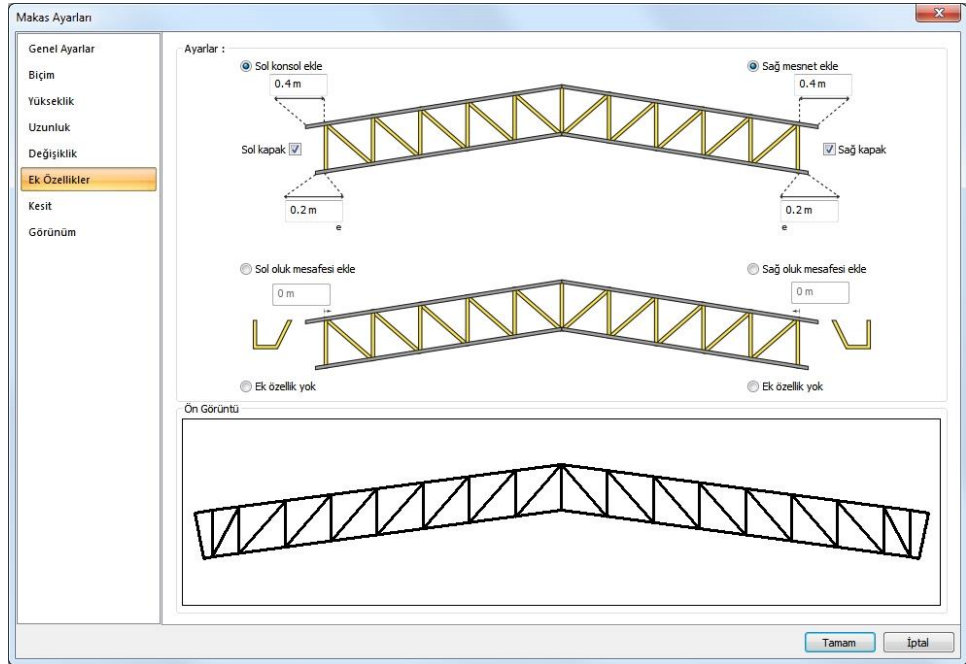 Makas Ayarları
Genel Ayarlar
Biçim
Yükseklik
Uzunluk
Değişiklik
Ek Özellikler
Kesit
Görünüm
Ayarlar :
Sol konsol ekle
Sağ mesnet ekle
0.4 m
0.4 m
Sol kapak
Sağ kapak
0.2 m
0.2 m
e
e
Sol oluk mesafesi ekle
Sağ oluk mesafesi ekle
0 m
0 m
Ek özellik yok
Ek özellik yok
Ön Görüntü
Tamam
İptal